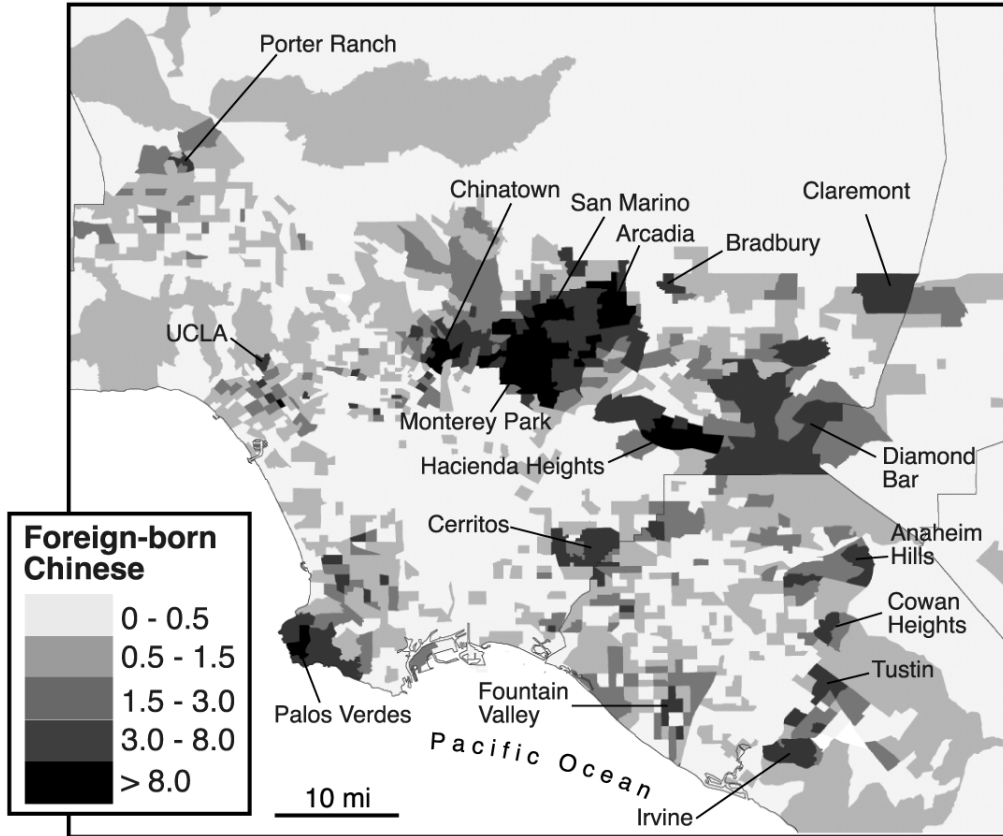 Porter Ranch
Chinatown
San Marino
Arcadia
Bradbury
Claremont
UCLA
Monterey Park
Hacienda Heights
Diamond
Bar
Cerritos
Anaheim
Hills
Cowan
Heights
Tustin
Fountain
Valley
Palos Verdes
Pacific Ocean
Irvine
10 mi
Foreign-born
Chinese
0 - 0.5
0.5 - 1.5
1.5 - 3.0
3.0 - 8.0
> 8.0